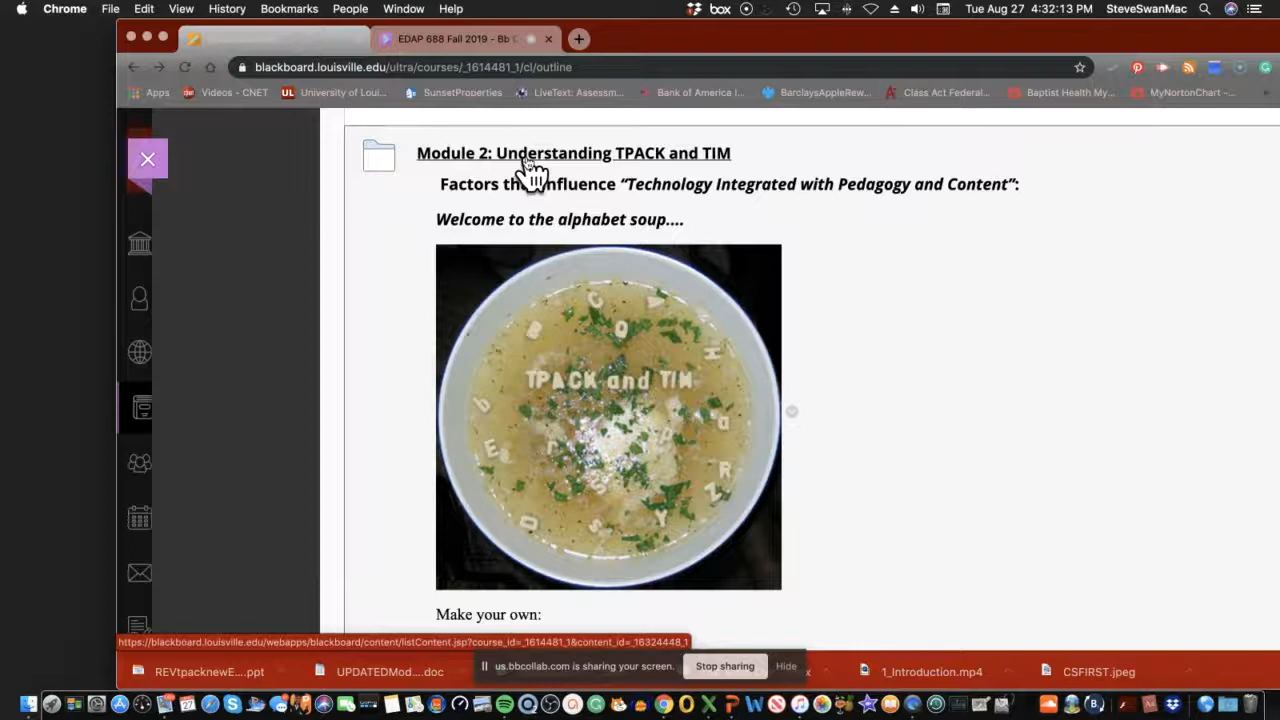 Chrome File Edit View History Bookmarks People Window Help box Tue Aug 27 4:32:13 PM SteveSwanMac
EDAP 688 Fall 2019 - Bb C
blackboard.louisville.edu/ultra/courses/_1614481_1/cl/outline
Apps Videos - CNET University of Loui... SunsetProperties LiveText: Assessm... Bank of America I... BarclaysAppleRew... Class Act Federal... Baptist Health My... MyNortonChart -...
Module 2: Understanding TPACK and TIM
Factors influence “Technology Integrated with Pedagogy and Content”:
Welcome to the alphabet soup....
TPACK and TIM
Make your own:
https://blackboard.louisville.edu/webapps/blackboard/content/listContent.jsp?course_id=_1614481_1&content_id=_16324448_1
us.bbcollab.com is sharing your screen. Stop sharing Hide
REVtpacknewE....ppt UPDATEDMod....doc 1_Introduction.mp4 CSFIRST.jpeg